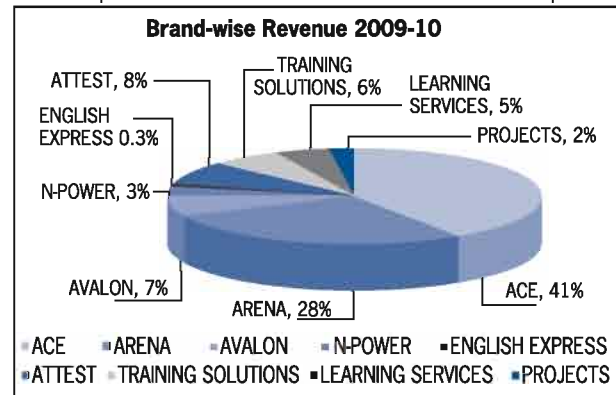 Brand-wise Revenue 2009-10
ATTEST, 8%
TRAINING
SOLUTIONS, 6%
LEARNING
SERVICES, 5%
ENGLISH
EXPRESS 0.3%
PROJECTS, 2%
N-POWER, 3%
AVALON, 7%
ARENA, 28%
ACE, 41%
ACE ARENA AVALON N-POWER ENGLISH EXPRESS
ATTEST TRAINING SOLUTIONS LEARNING SERVICES PROJECTS